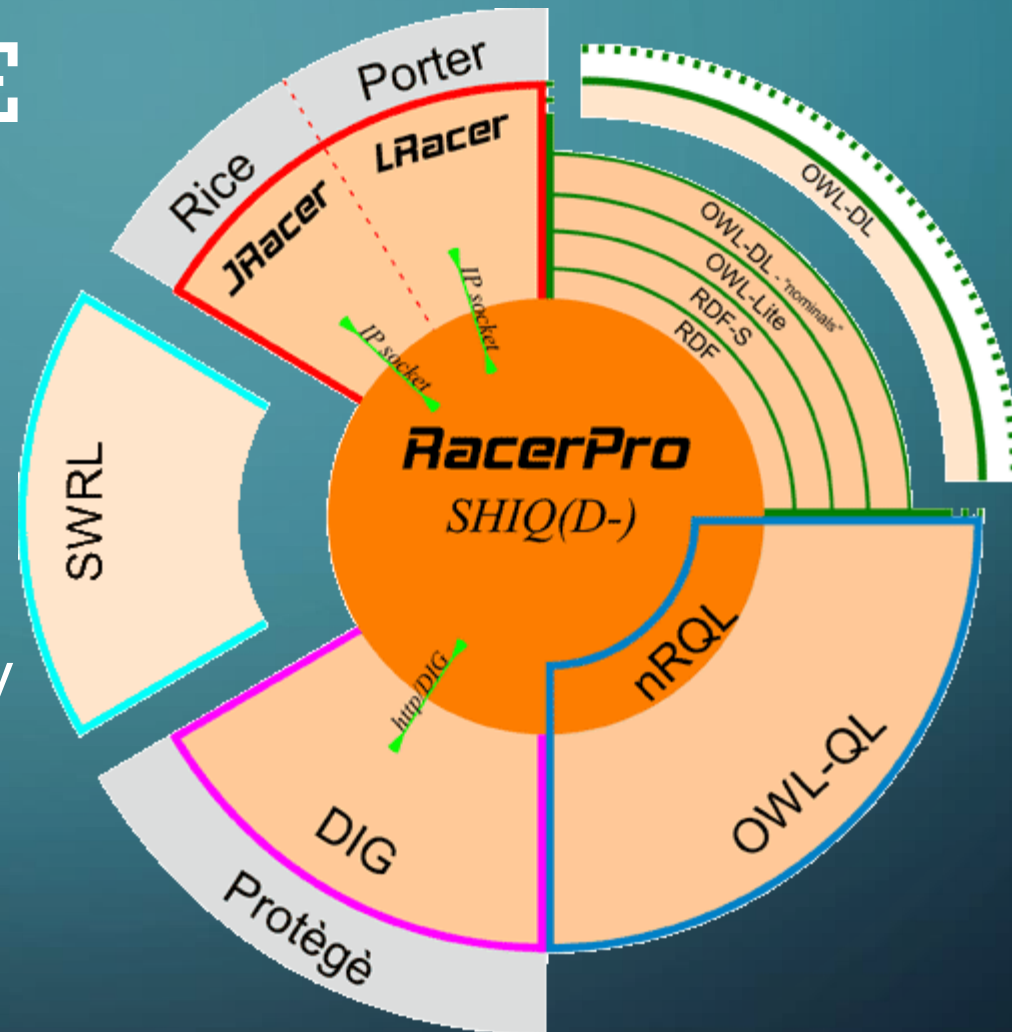 E
Porter
Rice
LRacer
JRacer
IP socket
IP socket
OWL-DL
OWL-DL - "nominals"
OWL-Lite
RDF-S
RDF
RacerPro
SHIQ(D-)
SWRL
nRQL
http/DIG
OWL-QL
DIG
Protègè